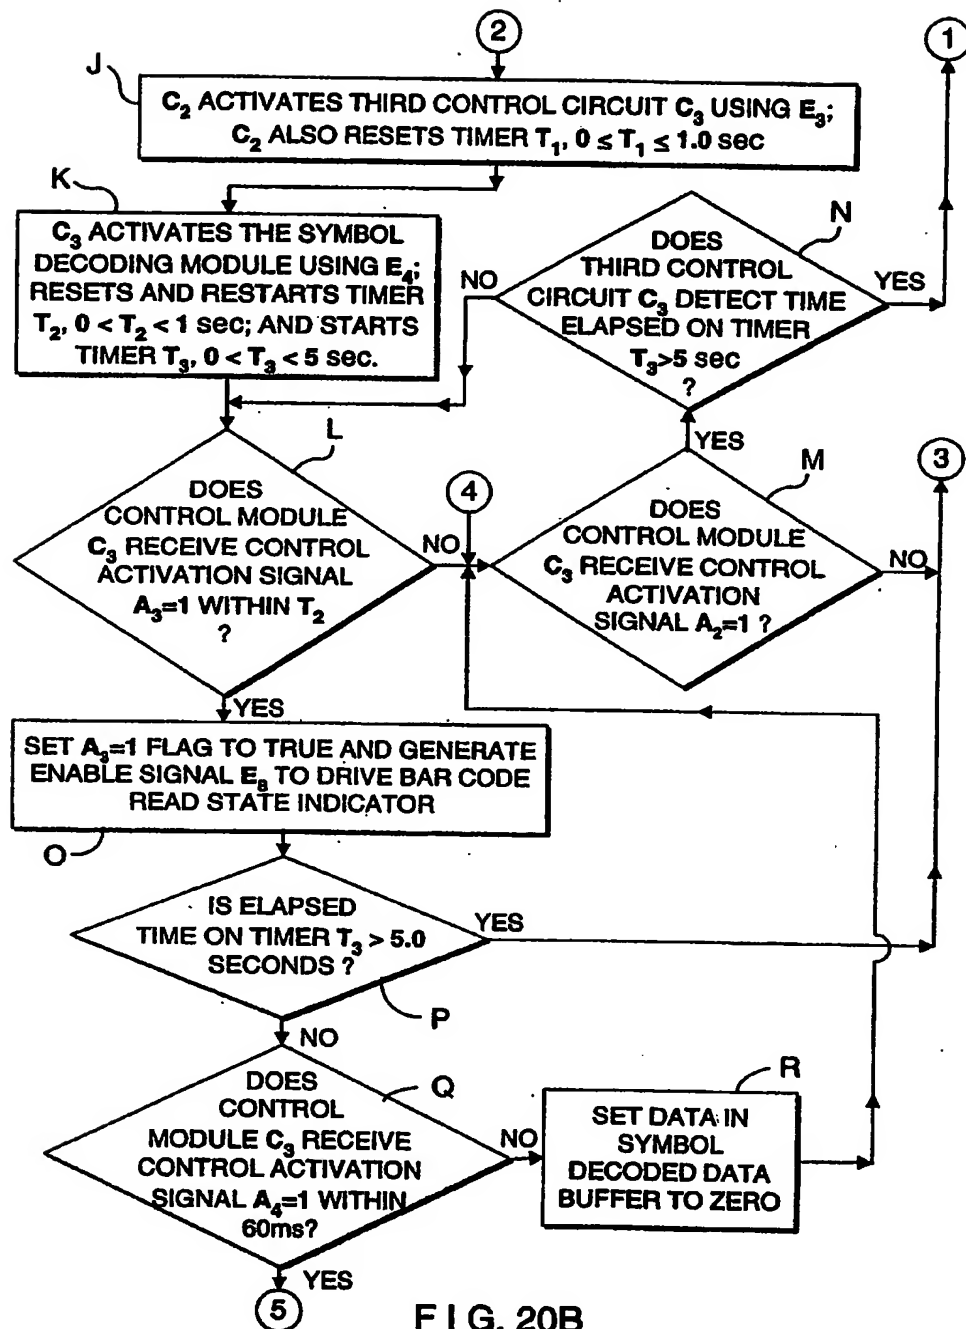 2
1
J
C₂ ACTIVATES THIRD CONTROL CIRCUIT C₃ USING E₃;
C₂ ALSO RESETS TIMER T₁, 0 ≤ T₁ ≤ 1.0 sec
K
C₃ ACTIVATES THE SYMBOL
DECODING MODULE USING E₄;
RESETS AND RESTARTS TIMER
T₂, 0 < T₂ < 1 sec; AND STARTS
TIMER T₃, 0 < T₃ < 5 sec.
N
DOES
THIRD CONTROL
CIRCUIT C₃ DETECT TIME
ELAPSED ON TIMER
T₃>5 sec
?
NO
YES
L
DOES
CONTROL MODULE
C₃ RECEIVE CONTROL
ACTIVATION SIGNAL
A₃=1 WITHIN T₂
?
NO
YES
4
M
DOES
CONTROL MODULE
C₃ RECEIVE CONTROL
ACTIVATION
SIGNAL A₂=1 ?
YES
NO
3
SET A₃=1 FLAG TO TRUE AND GENERATE
ENABLE SIGNAL E₈ TO DRIVE BAR CODE
READ STATE INDICATOR
O
IS ELAPSED
TIME ON TIMER T₃ > 5.0
SECONDS ?
YES
P
NO
DOES
CONTROL
MODULE C₃ RECEIVE
CONTROL ACTIVATION
SIGNAL A₄=1 WITHIN
60ms?
Q
NO
YES
R
SET DATA IN
SYMBOL
DECODED DATA
BUFFER TO ZERO
5
FIG. 20B